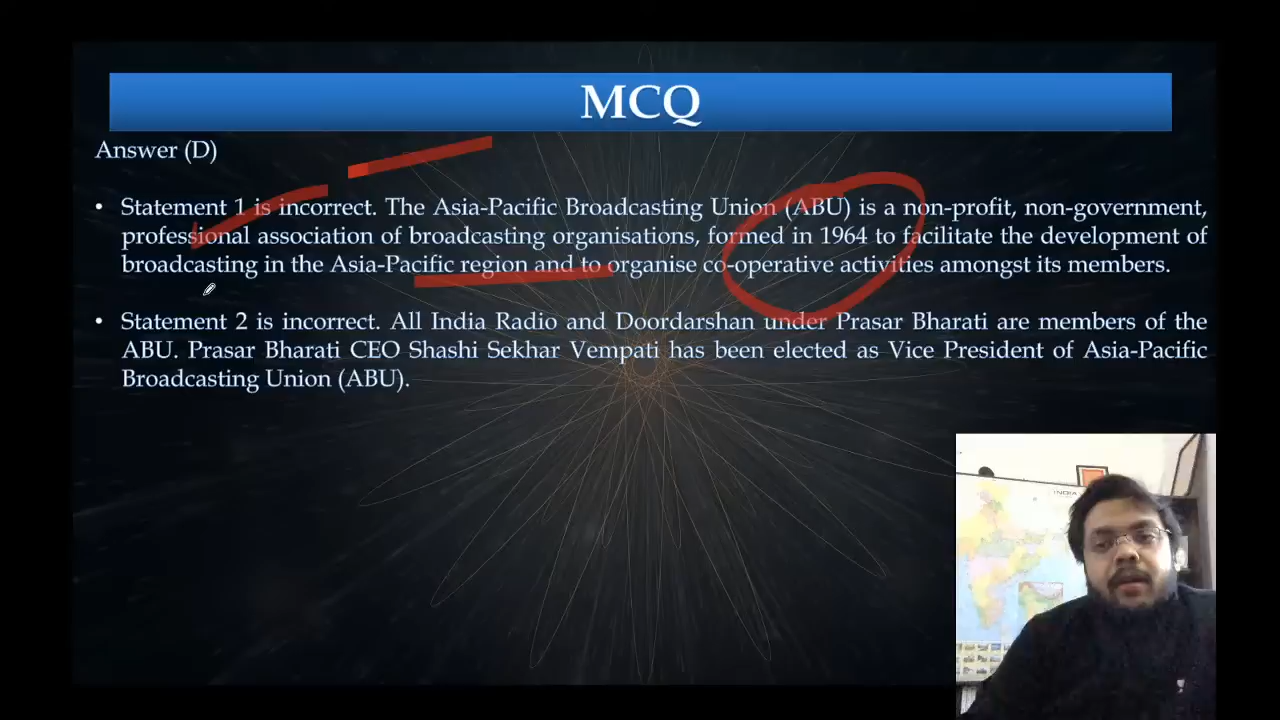 MCQ
Answer (D)
• Statement 1 is incorrect. The Asia-Pacific Broadcasting Union (ABU) is a non-profit, non-government,
professional association of broadcasting organisations, formed in 1964 to facilitate the development of
broadcasting in the Asia-Pacific region and to organise co-operative activities amongst its members.
• Statement 2 is incorrect. All India Radio and Doordarshan under Prasar Bharati are members of the
ABU. Prasar Bharati CEO Shashi Sekhar Vempati has been elected as Vice President of Asia-Pacific
Broadcasting Union (ABU).
INDIA